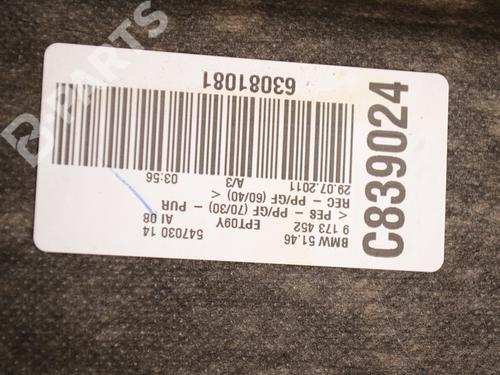 BMW 51.46
9 173 452
547030 14
EPT09Y
AI 08
< PES - PP/GF (70/30) - PUR
REC - PP/GF (60/40) <
29.07.2011
A/3
03:56
63081081
C839024
B-PARTS